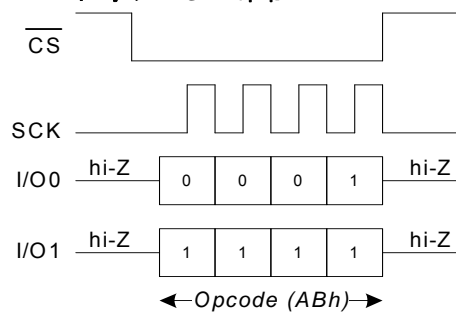 CS
SCK
I/O0 hi-Z 0 0 0 1 hi-Z
I/O1 hi-Z 1 1 1 1 hi-Z
Opcode (ABh)